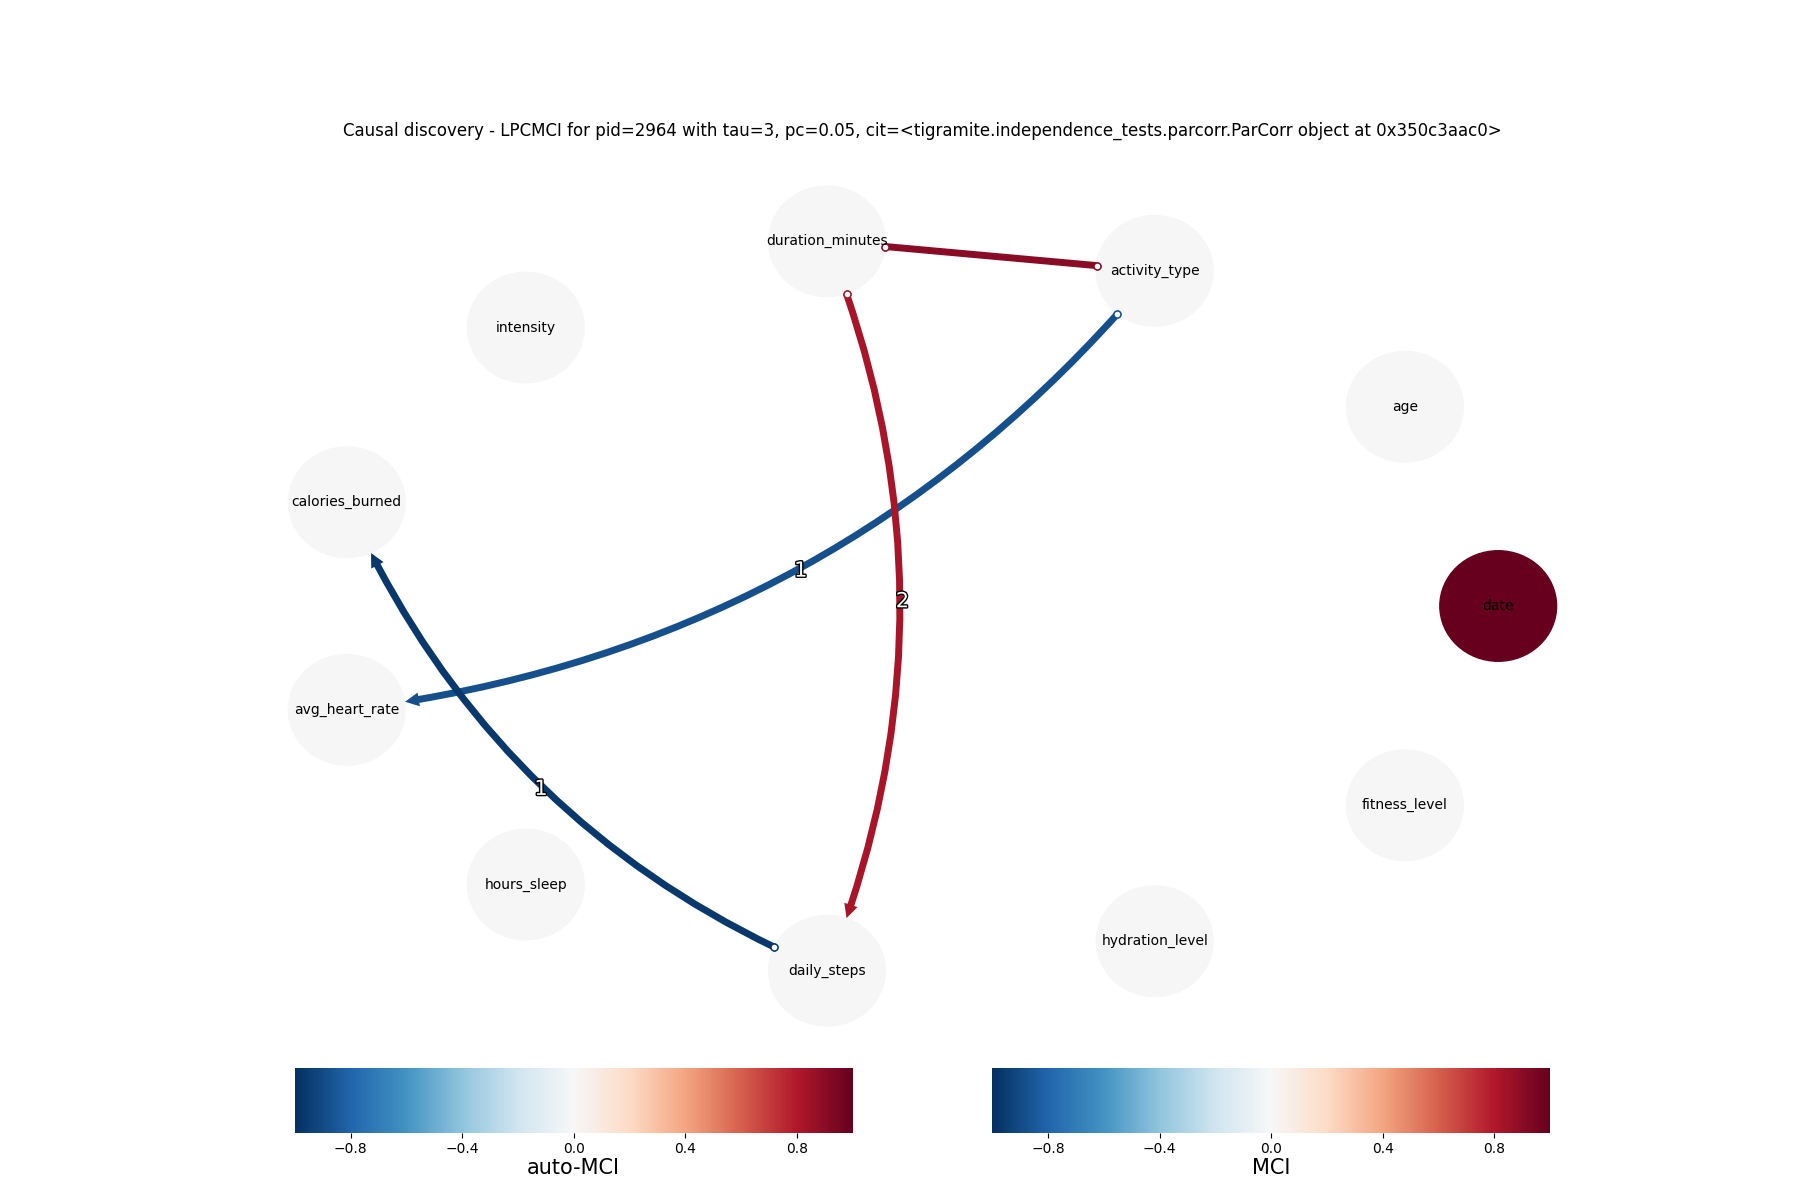 Causal discovery - LPCMCI for pid=2964 with tau=3, pc=0.05, cit=<tigramite.independence_tests.parcorr.ParCorr object at 0x350c3aac0>
duration_minutes
activity_type
intensity
age
calories_burned
1
2
date
avg_heart_rate
1
fitness_level
hours_sleep
hydration_level
daily_steps
−0.8 −0.4 0.0 0.4 0.8
auto-MCI
−0.8 −0.4 0.0 0.4 0.8
MCI